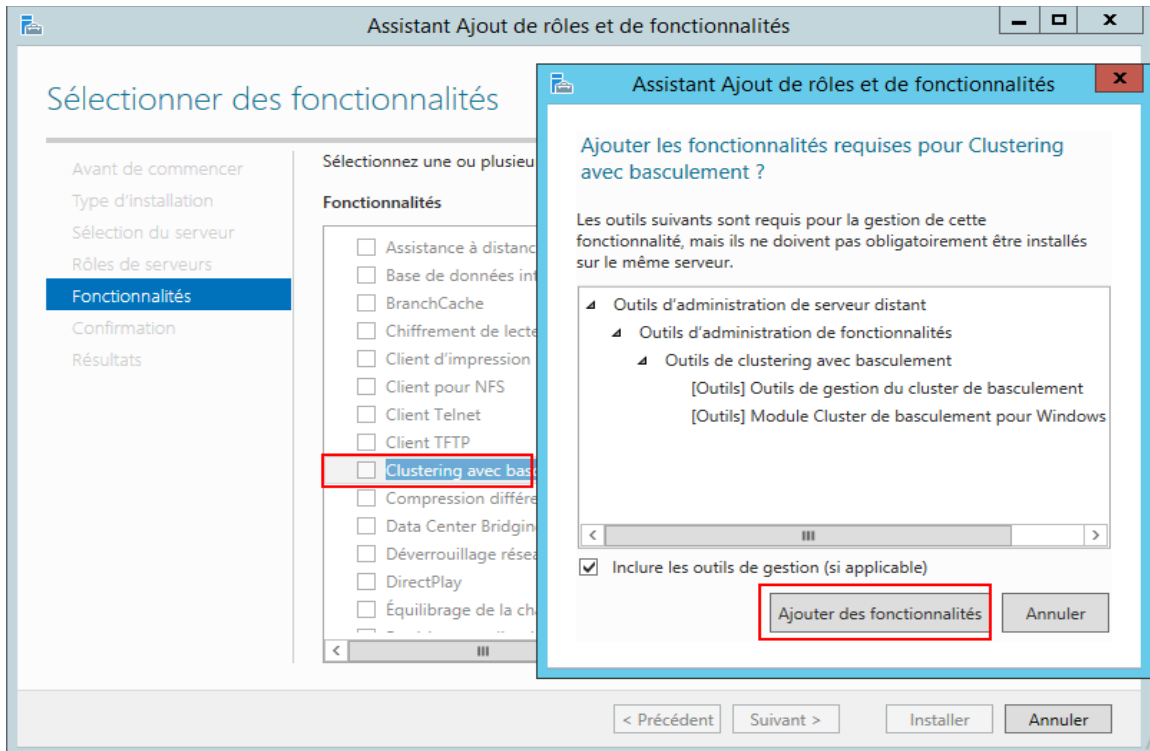 Assistant Ajout de rôles et de fonctionnalités
Sélectionner des fonctionnalités
Avant de commencer
Type d'installation
Sélection du serveur
Rôles de serveurs
Fonctionnalités
Confirmation
Résultats
Sélectionnez une ou plusieu
Fonctionnalités
Assistance à distanc
Base de données int
BranchCache
Chiffrement de lecte
Client d'impression
Client pour NFS
Client Telnet
Client TFTP
Clustering avec bas
Compression différe
Data Center Bridgin
Déverrouillage résea
DirectPlay
Équilibrage de la ch
< Précédent Suivant > Installer Annuler
Assistant Ajout de rôles et de fonctionnalités
Ajouter les fonctionnalités requises pour Clustering
avec basculement ?
Les outils suivants sont requis pour la gestion de cette
fonctionnalité, mais ils ne doivent pas obligatoirement être installés
sur le même serveur.
Outils d'administration de serveur distant
Outils d'administration de fonctionnalités
Outils de clustering avec basculement
[Outils] Outils de gestion du cluster de basculement
[Outils] Module Cluster de basculement pour Windows
Inclure les outils de gestion (si applicable)
Ajouter des fonctionnalités Annuler